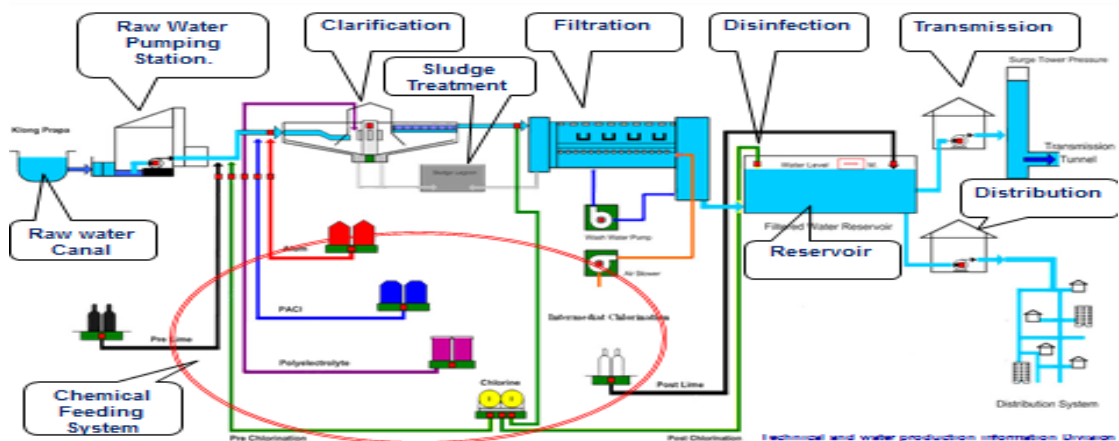 Raw Water
Pumping
Station.
Clarification
Filtration
Disinfection
Transmission
Sludge
Treatment
Surge Tower Pressure
Klong Prapa
Water Level
M.
Transmission
Tunnel
Sludge Lagoon
Distribution
Raw water
Canal
Wash Water Pump
Filtered Water Reservoir
Reservoir
Alum
Air Blower
PACl
Intermediat Chlorination
Pre Lime
Polyelectrolyte
Chlorine
Post Lime
Chemical
Feeding
System
Distribution System
Pre Chlorination
Post Chlorination
Technical and water production information Division